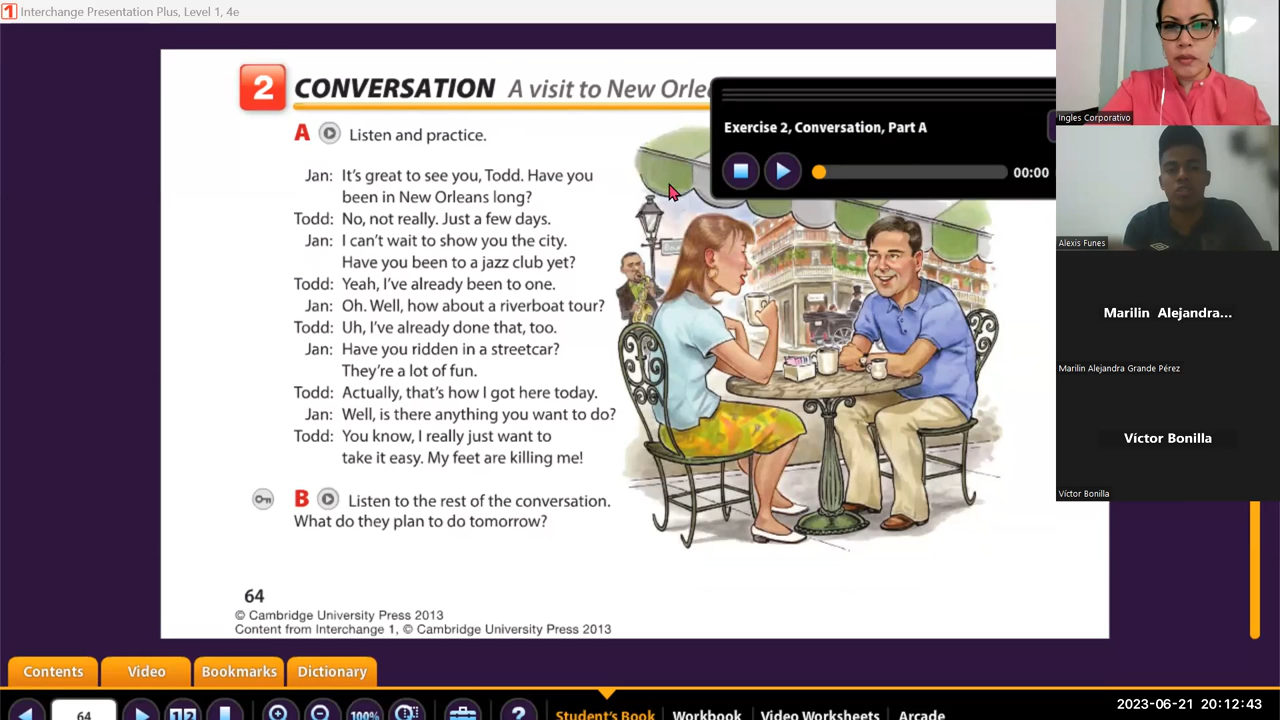 Interchange Presentation Plus, Level 1, 4e
2 CONVERSATION A visit to New Orle
A Listen and practice.
Jan: It's great to see you, Todd. Have you
been in New Orleans long?
Todd: No, not really. Just a few days.
Jan: I can't wait to show you the city.
Have you been to a jazz club yet?
Todd: Yeah, I've already been to one.
Jan: Oh. Well, how about a riverboat tour?
Todd: Uh, I've already done that, too.
Jan: Have you ridden in a streetcar?
They're a lot of fun.
Todd: Actually, that's how I got here today.
Jan: Well, is there anything you want to do?
Todd: You know, I really just want to
take it easy. My feet are killing me!
B Listen to the rest of the conversation.
What do they plan to do tomorrow?
64
© Cambridge University Press 2013
Content from Interchange 1, © Cambridge University Press 2013
Exercise 2, Conversation, Part A
00:00
Ingles Corporativo
Alexis Funes
Marilin Alejandra...
Marilin Alejandra Grande Pérez
Víctor Bonilla
Víctor Bonilla
Contents Video Bookmarks Dictionary
64 1 2 100% ?
Student's Book Workbook Video Worksheets Arcade
2023-06-21 20:12:43